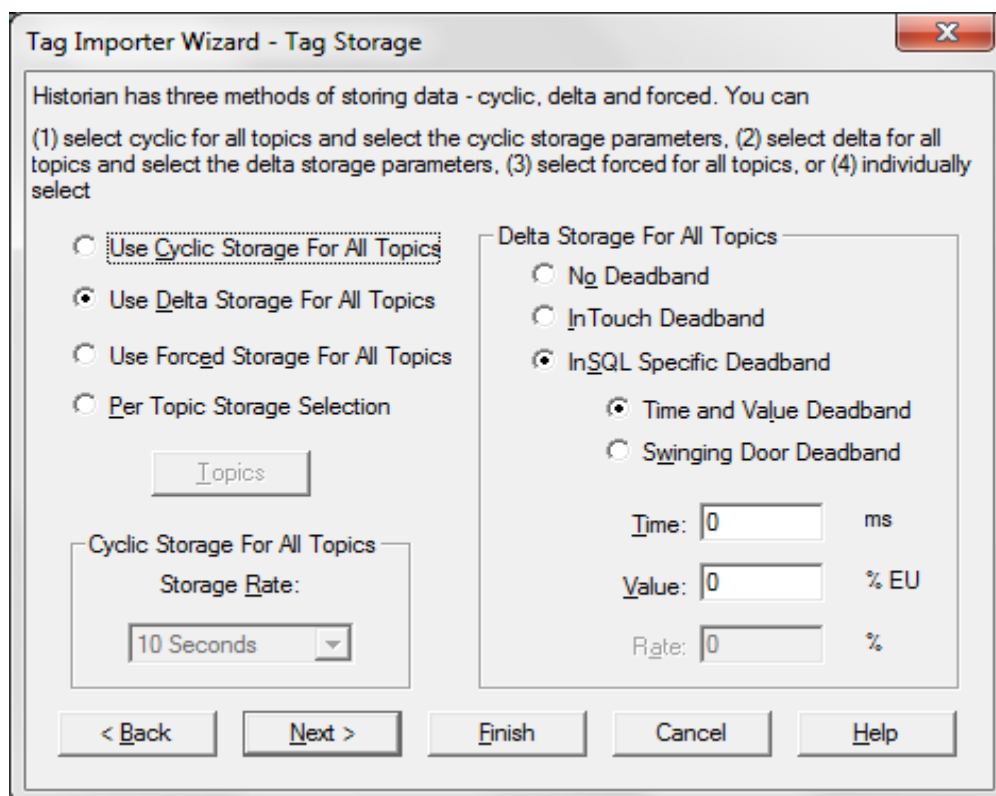 Tag Importer Wizard - Tag Storage
Historian has three methods of storing data - cyclic, delta and forced. You can
(1) select cyclic for all topics and select the cyclic storage parameters, (2) select delta for all
topics and select the delta storage parameters, (3) select forced for all topics, or (4) individually
select
Use Cyclic Storage For All Topics
Use Delta Storage For All Topics
Use Forced Storage For All Topics
Per Topic Storage Selection
Topics
Cyclic Storage For All Topics
Storage Rate:
10 Seconds
Delta Storage For All Topics
No Deadband
InTouch Deadband
InSQL Specific Deadband
Time and Value Deadband
Swinging Door Deadband
Time: 0 ms
Value: 0 % EU
Rate: 0 %
< Back Next > Finish Cancel Help